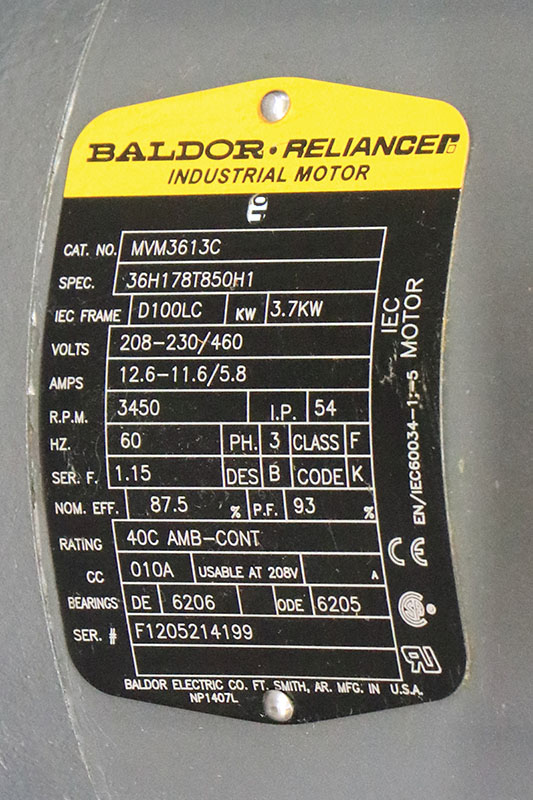 BALDOR · RELIANCE
INDUSTRIAL MOTOR
CAT. NO. MVM3613C
SPEC. 36H178T850H1
IEC FRAME D100LC KW 3.7KW
VOLTS 208-230/460
AMPS 12.6-11.6/5.8
R.P.M. 3450 I.P. 54
HZ. 60 PH. 3 CLASS F
SER. F. 1.15 DES B CODE K
NOM. EFF. 87.5 % P.F. 93 %
RATING 40C AMB-CONT
CC 010A USABLE AT 208V A
BEARINGS DE 6206 ODE 6205
SER. # F1205214199
BALDOR ELECTRIC CO. FT. SMITH, AR. MFG. IN U.S.A.
NP1407L
IEC MOTOR
EN/IEC60034-1;-5
CE